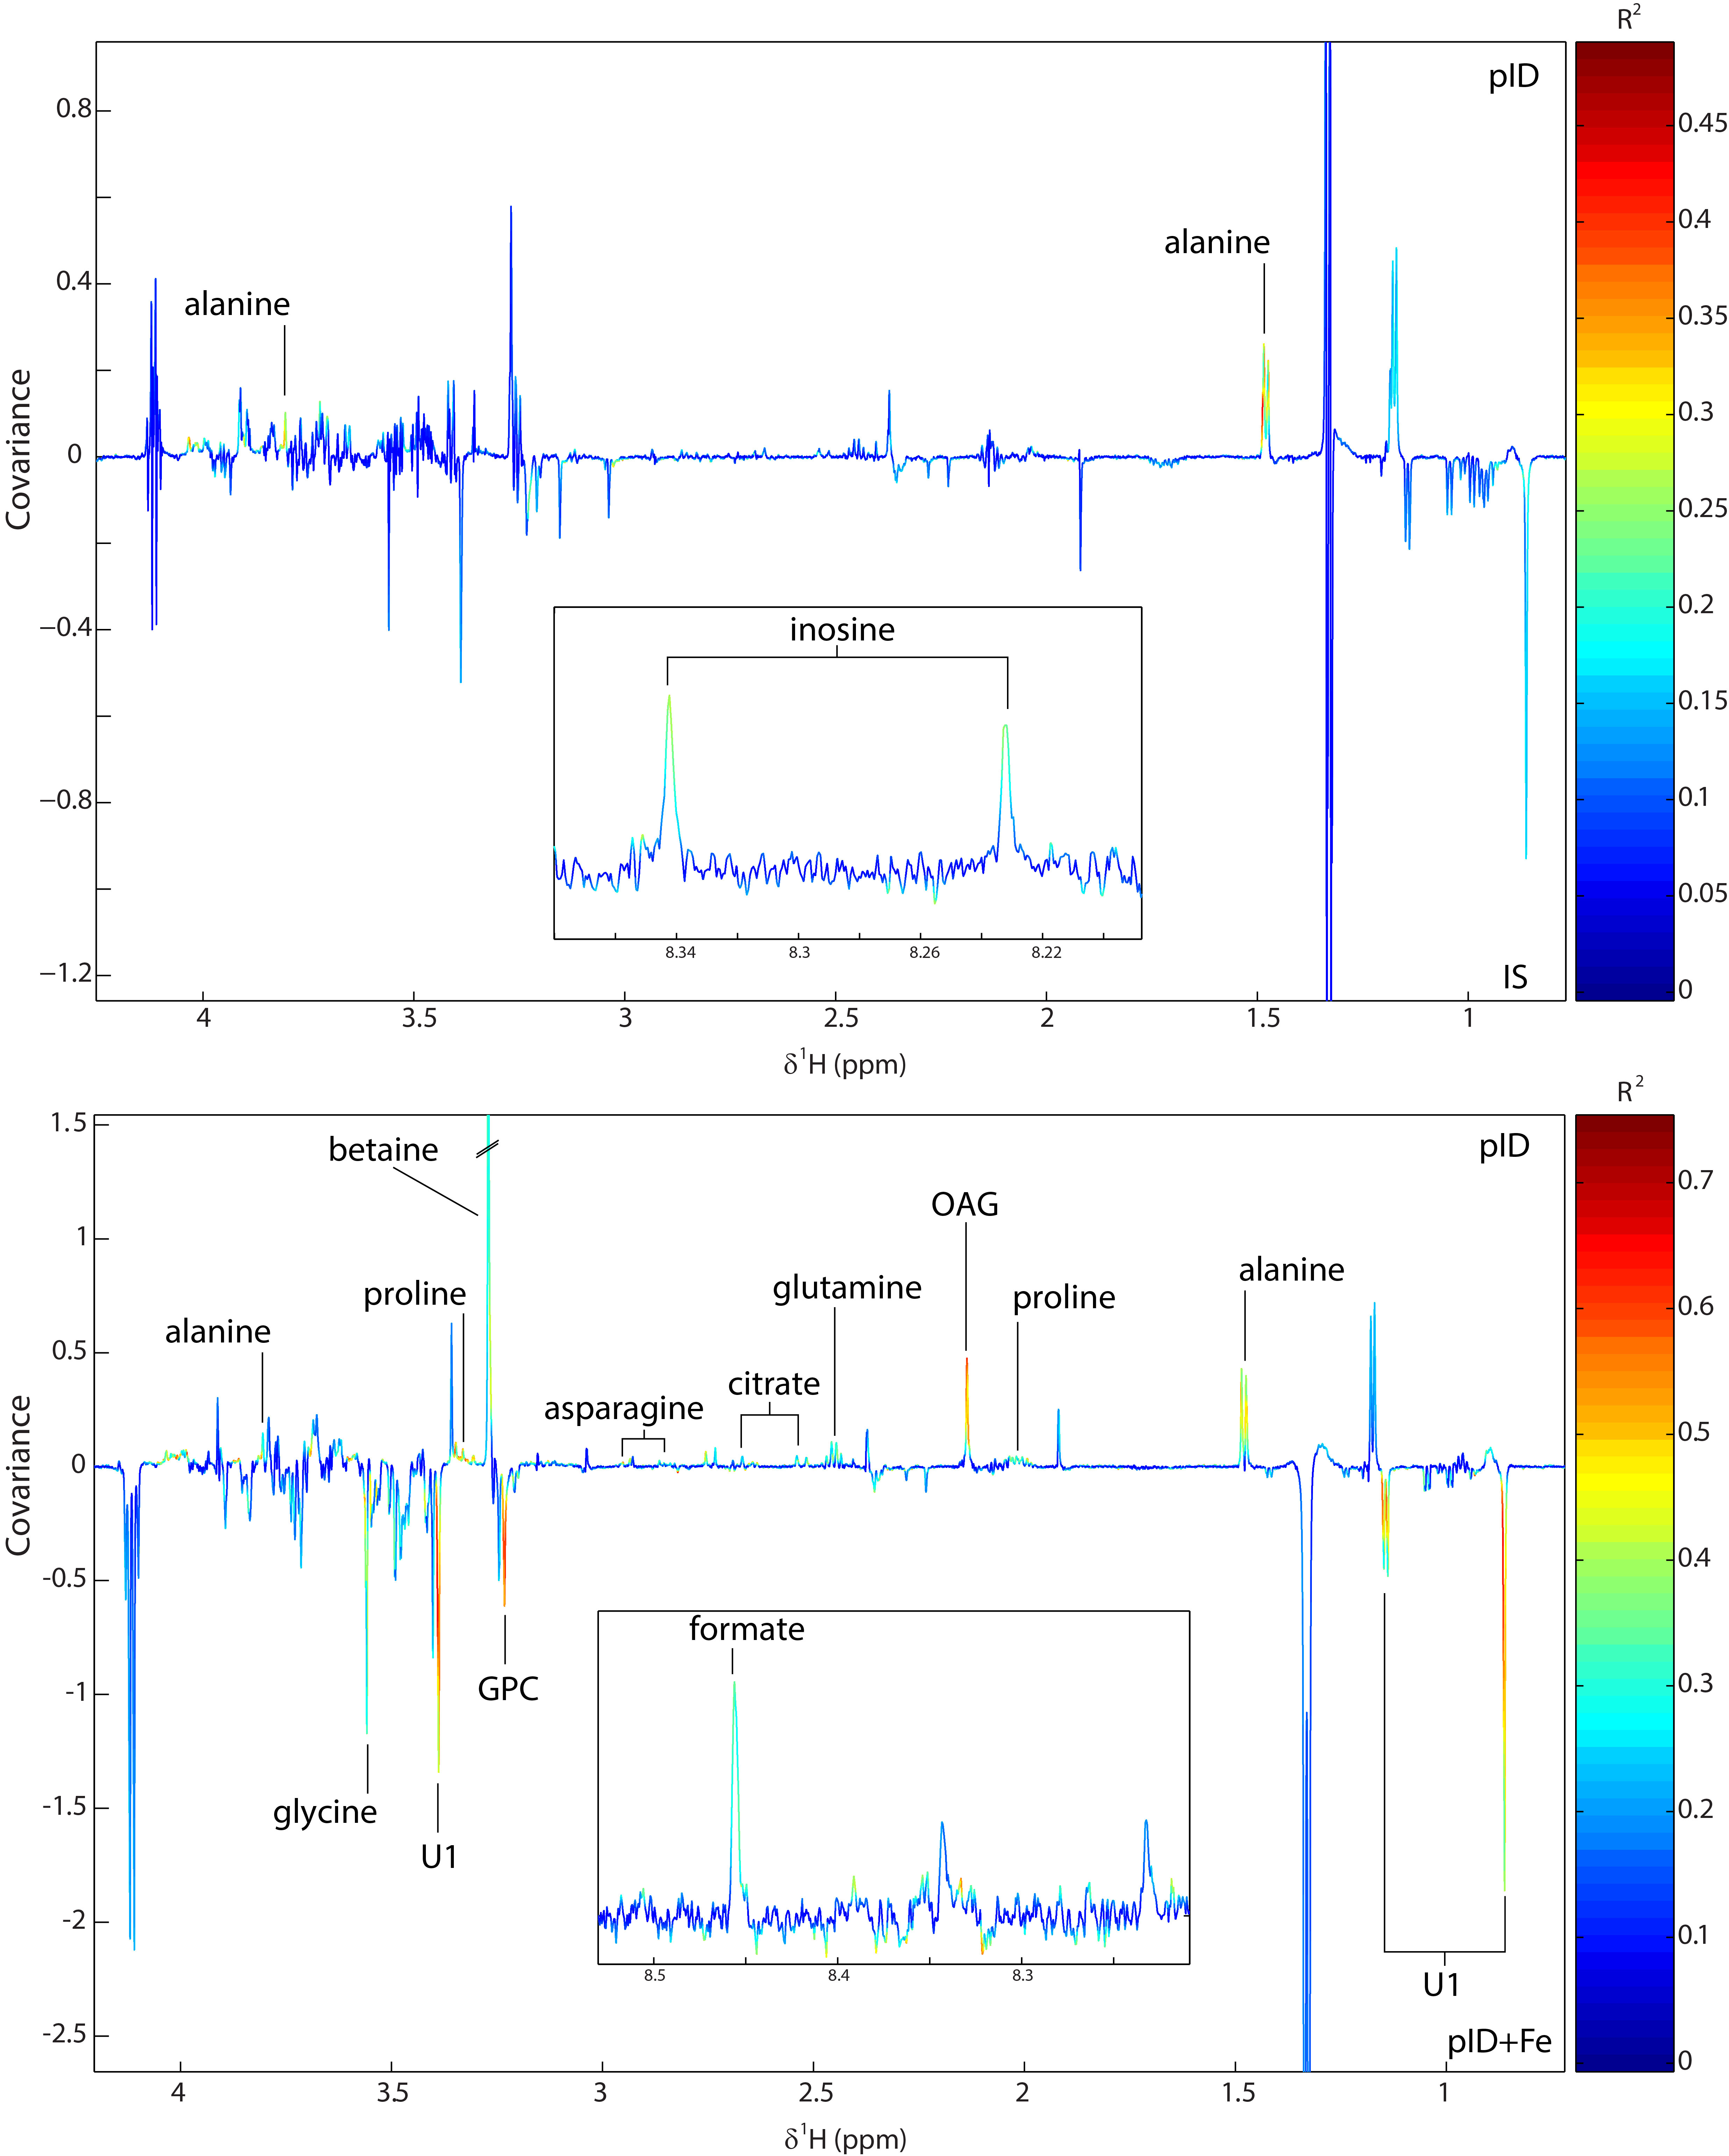 R2
pID
0.8
0.45
0.4
alanine
0.35
0.4
alanine
0.3
Covariance
0
0.25
0.2
−0.4
inosine
0.15
−0.8
0.1
0.05
8.34 8.3 8.26 8.22
−1.2
IS
0
4 3.5 3 2.5 2 1.5 1
δ1H (ppm)
R2
1.5
pID
betaine
0.7
OAG
1
alanine
glutamine
proline
proline
0.6
alanine
0.5
citrate
asparagine
0.5
Covariance
0
0.4
-0.5
formate
GPC
0.3
-1
-1.5
glycine
U1
0.2
-2
0.1
8.5 8.4 8.3
U1
-2.5
pID+Fe
0
4 3.5 3 2.5 2 1.5 1
δ1H (ppm)